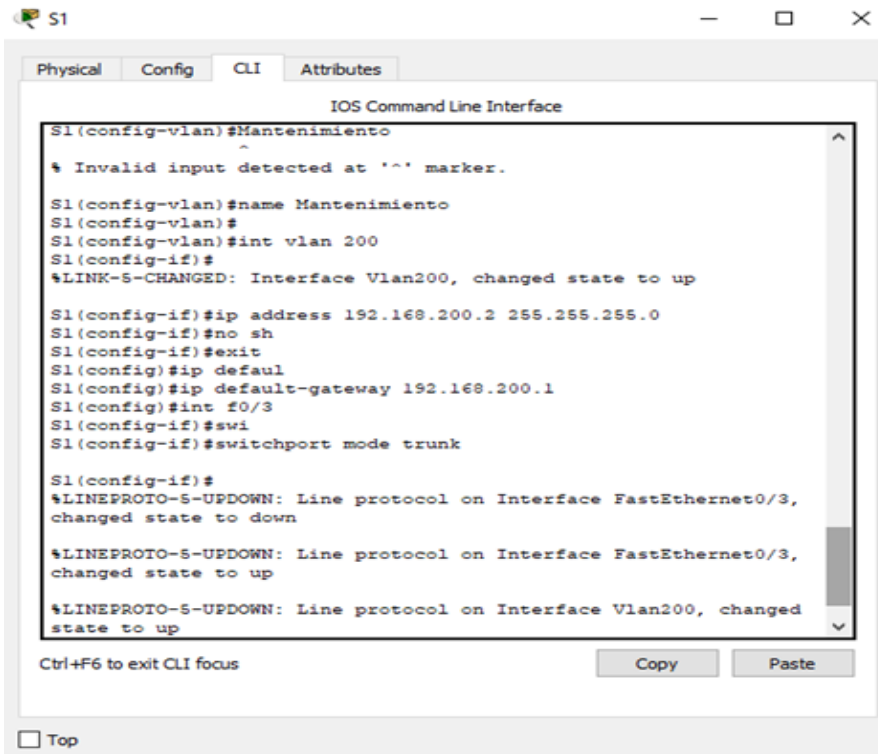 S1
Physical
Config
CLI
Attributes
IOS Command Line Interface
S1(config-vlan)#Mantenimiento
^
% Invalid input detected at '^' marker.
S1(config-vlan)#name Mantenimiento
S1(config-vlan)#
S1(config-vlan)#int vlan 200
S1(config-if)#
%LINK-5-CHANGED: Interface Vlan200, changed state to up
S1(config-if)#ip address 192.168.200.2 255.255.255.0
S1(config-if)#no sh
S1(config-if)#exit
S1(config)#ip defaul
S1(config)#ip default-gateway 192.168.200.1
S1(config)#int f0/3
S1(config-if)#swi
S1(config-if)#switchport mode trunk
S1(config-if)#
%LINEPROTO-5-UPDOWN: Line protocol on Interface FastEthernet0/3,
changed state to down
%LINEPROTO-5-UPDOWN: Line protocol on Interface FastEthernet0/3,
changed state to up
%LINEPROTO-5-UPDOWN: Line protocol on Interface Vlan200, changed
state to up
Ctrl+F6 to exit CLI focus
Copy
Paste
Top